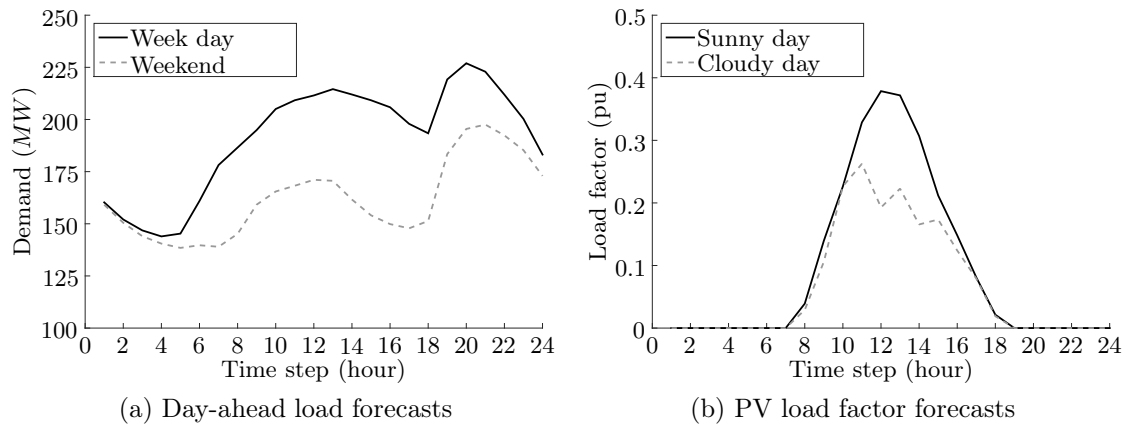 250
225
200
175
150
125
100
Demand (MW)
Week day
Weekend
0 2 4 6 8 10 12 14 16 18 20 22 24
Time step (hour)
(a) Day-ahead load forecasts
0.5
0.4
0.3
0.2
0.1
0
Load factor (pu)
Sunny day
Cloudy day
0 2 4 6 8 10 12 14 16 18 20 22 24
Time step (hour)
(b) PV load factor forecasts